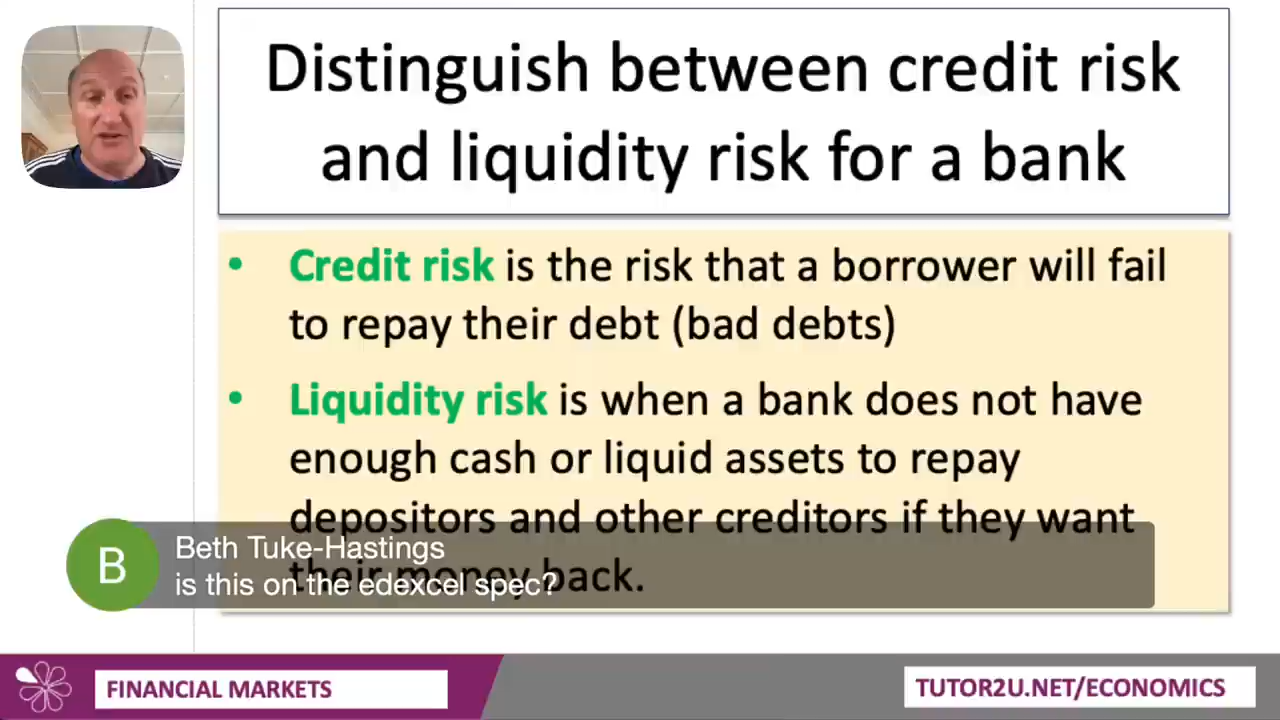 Distinguish between credit risk
and liquidity risk for a bank
• Credit risk is the risk that a borrower will fail
to repay their debt (bad debts)
• Liquidity risk is when a bank does not have
enough cash or liquid assets to repay
depositors and other creditors if they want
their money back.
B
Beth Tuke-Hastings
is this on the edexcel spec?
FINANCIAL MARKETS
TUTOR2U.NET/ECONOMICS